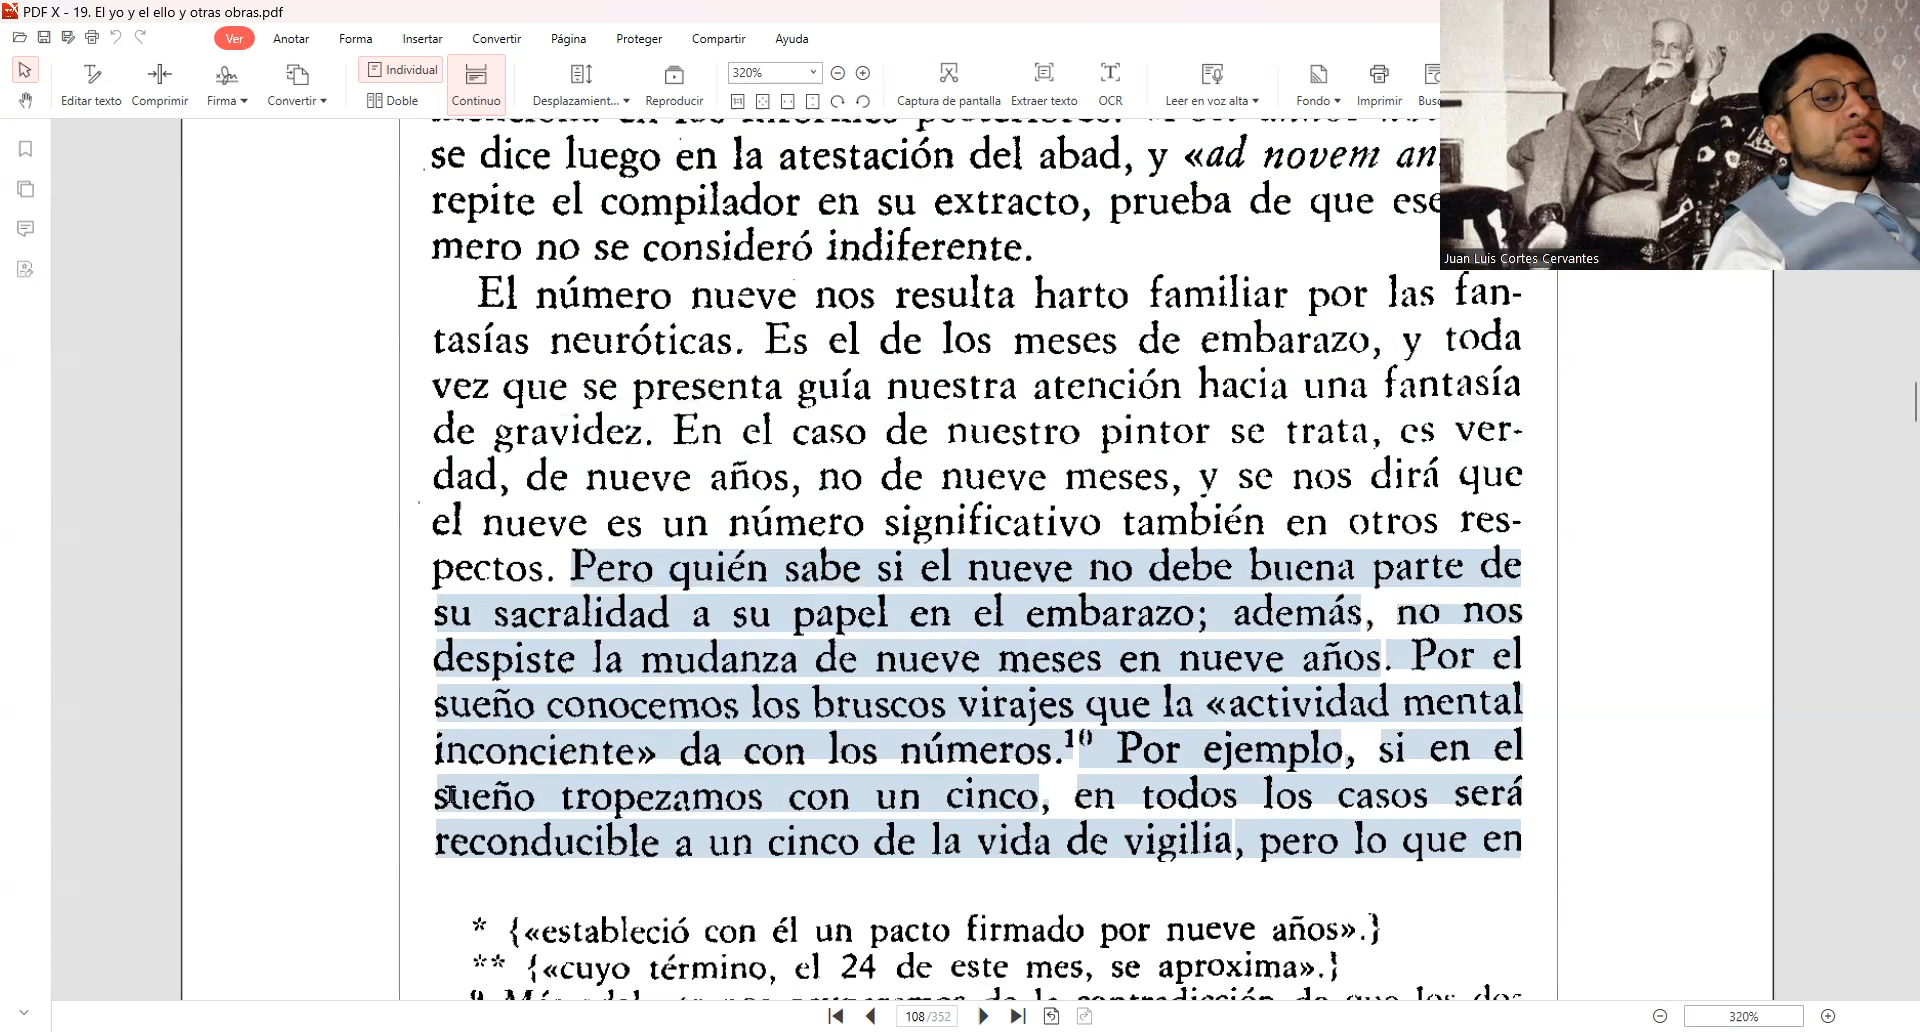 PDF X - 19. El yo y el ello y otras obras.pdf
Ver Anotar Forma Insertar Convertir Página Proteger Compartir Ayuda
Individual
320%
Editar texto Comprimir Firma Convertir Doble Continuo Desplazamient... Reproducir Captura de pantalla Extraer texto OCR Leer en voz alta Fondo Imprimir
se dice luego en la atestación del abad, y «ad novem an
repite el compilador en su extracto, prueba de que ese
mero no se consideró indiferente.
Juan Luis Cortes Cervantes
El número nueve nos resulta harto familiar por las fan-
tasías neuróticas. Es el de los meses de embarazo, y toda
vez que se presenta guía nuestra atención hacia una fantasía
de gravidez. En el caso de nuestro pintor se trata, es ver-
dad, de nueve años, no de nueve meses, y se nos dirá que
el nueve es un número significativo también en otros res-
pectos. Pero quién sabe si el nueve no debe buena parte de
su sacralidad a su papel en el embarazo; además, no nos
despiste la mudanza de nueve meses en nueve años. Por el
sueño conocemos los bruscos virajes que la «actividad mental
inconciente» da con los números.10 Por ejemplo, si en el
sueño tropezamos con un cinco, en todos los casos será
reconducible a un cinco de la vida de vigilia, pero lo que en
* {«estableció con él un pacto firmado por nueve años».}
** {«cuyo término, el 24 de este mes, se aproxima».}
108 /352
320%